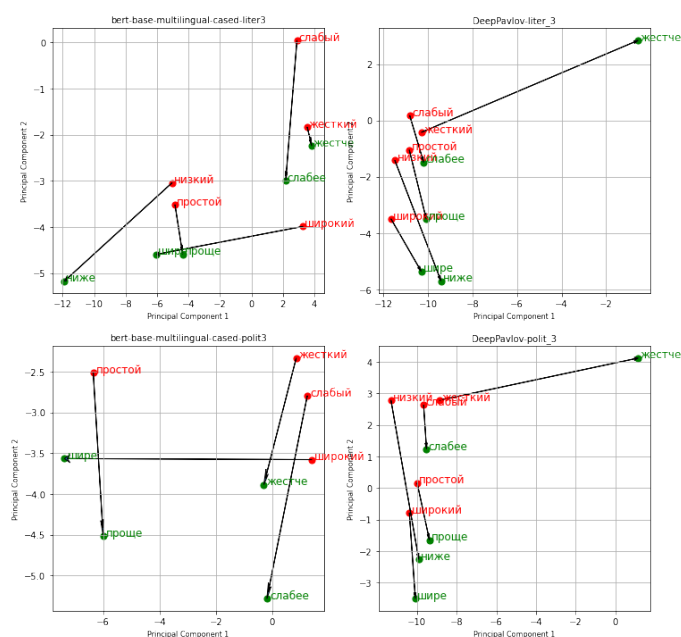 bert-base-multilingual-cased-liter3
Principal Component 2
0
−1
−2
−3
−4
−5
слабый
жесткий
жестче
слабее
низкий
простой
широкий
шире
проще
ниже
−12 −10 −8 −6 −4 −2 0 2 4
Principal Component 1
DeepPavlov-liter_3
Principal Component 2
2
0
−2
−4
−6
жестче
слабый
жесткий
простой
низкий
слабее
широкий
проще
шире
ниже
−12 −10 −8 −6 −4 −2
Principal Component 1
bert-base-multilingual-cased-polit3
Principal Component 2
−2.5
−3.0
−3.5
−4.0
−4.5
−5.0
жесткий
простой
слабый
шире
широкий
жестче
проще
слабее
−6 −4 −2 0
Principal Component 1
DeepPavlov-polit_3
Principal Component 2
4
3
2
1
0
−1
−2
−3
жестче
низкий
жесткий
слабый
слабее
простой
широкий
проще
ниже
шире
−10 −8 −6 −4 −2 0
Principal Component 1